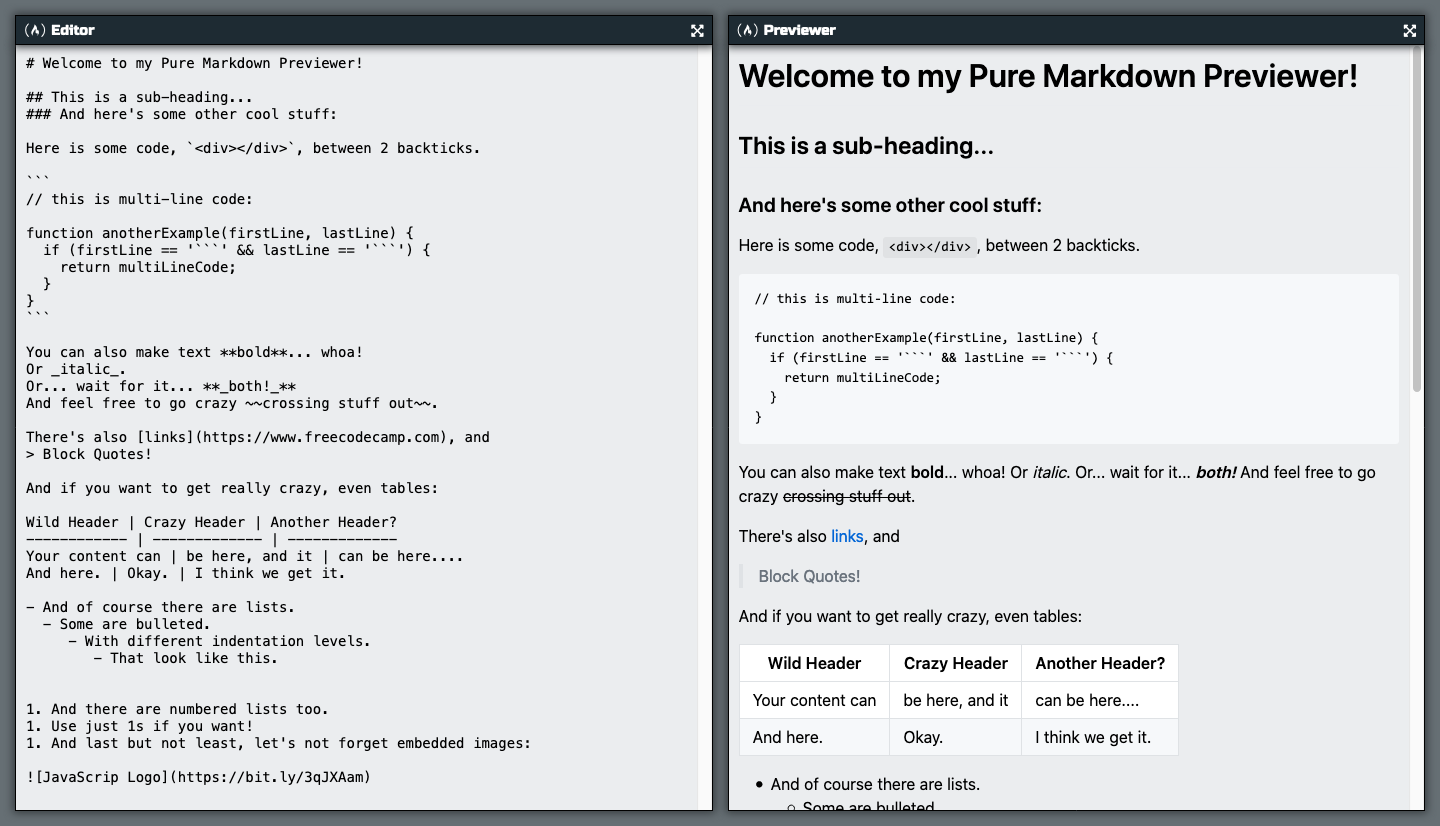 Editor
# Welcome to my Pure Markdown Previewer!
## This is a sub-heading...
### And here's some other cool stuff:
Here is some code, `<div></div>`, between 2 backticks.
```
// this is multi-line code:
function anotherExample(firstLine, lastLine) {
  if (firstLine == '```' && lastLine == '```') {
    return multiLineCode;
  }
}
```
You can also make text **bold**... whoa!
Or _italic_.
Or... wait for it... **_both!_**
And feel free to go crazy ~~crossing stuff out~~.
There's also [links](https://www.freecodecamp.com), and
> Block Quotes!
And if you want to get really crazy, even tables:
Wild Header | Crazy Header | Another Header?
------------ | ------------- | -------------
Your content can | be here, and it | can be here....
And here. | Okay. | I think we get it.
- And of course there are lists.
  - Some are bulleted.
     - With different indentation levels.
        - That look like this.
1. And there are numbered lists too.
1. Use just 1s if you want!
1. And last but not least, let's not forget embedded images:
![JavaScrip Logo](https://bit.ly/3qJXAam)
Previewer
Welcome to my Pure Markdown Previewer!
This is a sub-heading...
And here's some other cool stuff:
Here is some code, <div></div>, between 2 backticks.
// this is multi-line code:
function anotherExample(firstLine, lastLine) {
  if (firstLine == '```' && lastLine == '```') {
    return multiLineCode;
  }
}
You can also make text bold... whoa! Or italic. Or... wait for it... both! And feel free to go
crazy crossing stuff out.
There's also links, and
Block Quotes!
And if you want to get really crazy, even tables:
Wild Header Crazy Header Another Header?
Your content can be here, and it can be here....
And here. Okay. I think we get it.
• And of course there are lists.
○ Some are bulleted